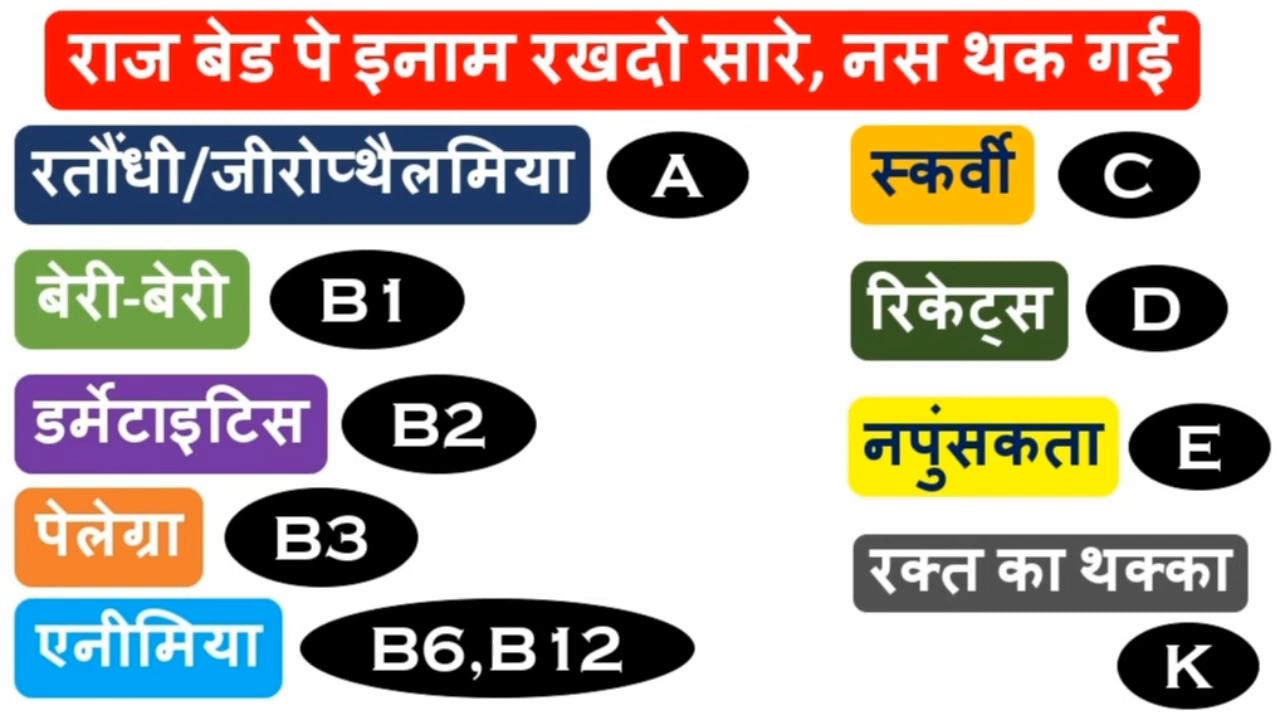 राज बेड पे इनाम रखदो सारे, नस थक गई
रतौंधी/जीरोप्थैलमिया A
बेरी-बेरी B1
डर्मेटाइटिस B2
पेलेग्रा B3
एनीमिया B6,B12
स्कर्वी C
रिकेट्स D
नपुंसकता E
रक्त का थक्का
K